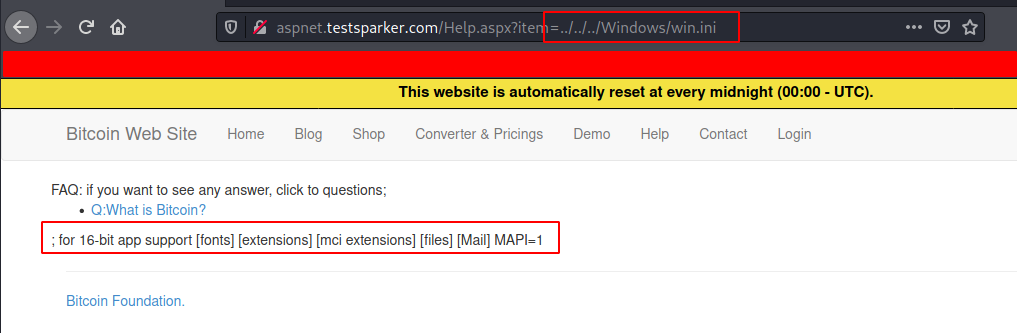 aspnet.testsparker.com/Help.aspx?item=../../../Windows/win.ini
This website is automatically reset at every midnight (00:00 - UTC).
Bitcoin Web Site Home Blog Shop Converter & Pricings Demo Help Contact Login
FAQ: if you want to see any answer, click to questions;
• Q:What is Bitcoin?
; for 16-bit app support [fonts] [extensions] [mci extensions] [files] [Mail] MAPI=1
Bitcoin Foundation.